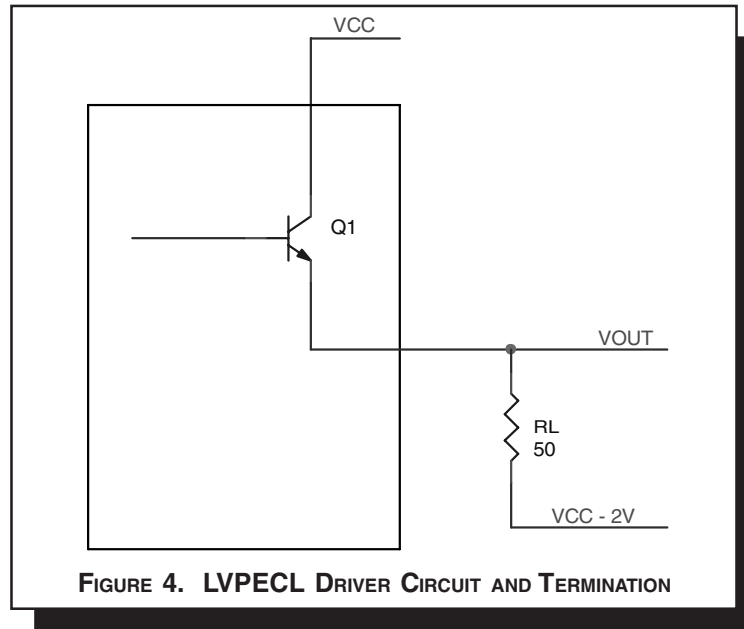 VCC
Q1
VOUT
RL
50
VCC - 2V
FIGURE 4. LVPECL DRIVER CIRCUIT AND TERMINATION